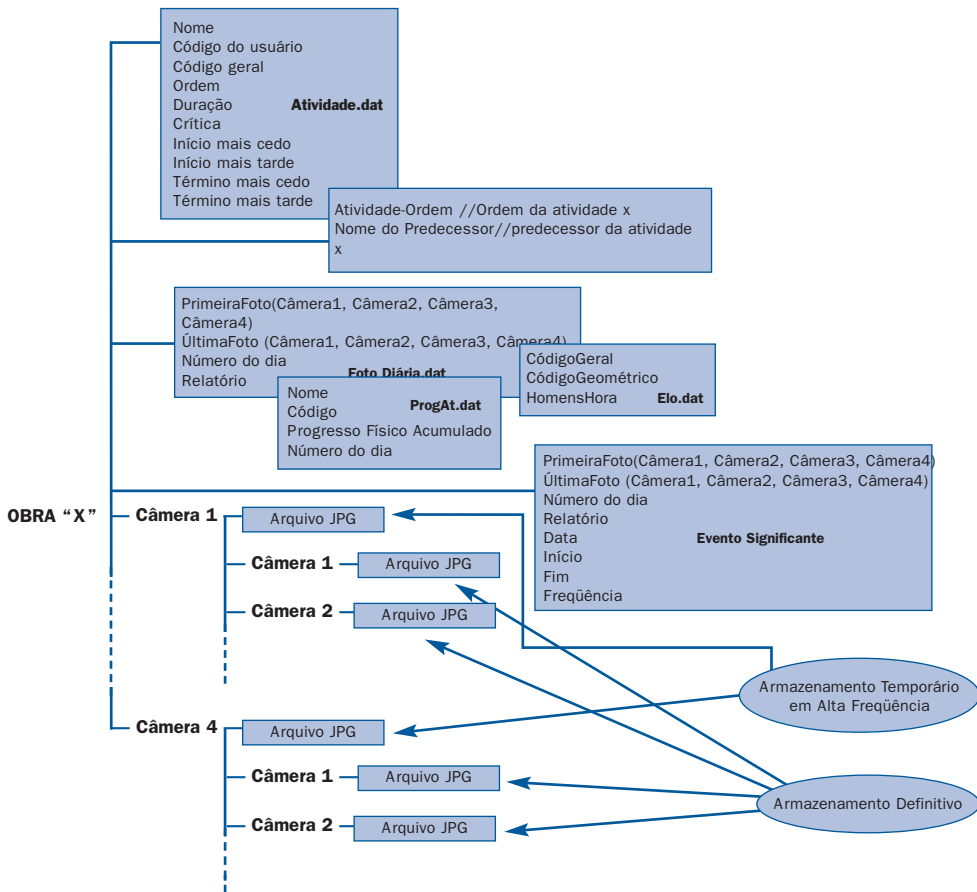 Nome
Código do usuário
Código geral
Ordem
Duração
Atividade.dat
Crítica
Início mais cedo
Início mais tarde
Término mais cedo
Término mais tarde
Atividade-Ordem //Ordem da atividade x
Nome do Predecessor//predecessor da atividade
x
PrimeiraFoto(Câmera1, Câmera2, Câmera3,
Câmera4)
ÚltimaFoto (Câmera1, Câmera2, Câmera3, Câmera4)
Número do dia
Relatório
Foto Diária.dat
CódigoGeral
CódigoGeométrico
HomensHora
Elo.dat
Nome
Código
ProgAt.dat
Progresso Físico Acumulado
Número do dia
PrimeiraFoto(Câmera1, Câmera2, Câmera3, Câmera4)
ÚltimaFoto (Câmera1, Câmera2, Câmera3, Câmera4)
Número do dia
Relatório
Data
Evento Significante
Início
Fim
Freqüência
OBRA “X”
Câmera 1
Arquivo JPG
Câmera 1
Arquivo JPG
Câmera 2
Arquivo JPG
Armazenamento Temporário
em Alta Freqüência
Câmera 4
Arquivo JPG
Câmera 1
Arquivo JPG
Armazenamento Definitivo
Câmera 2
Arquivo JPG